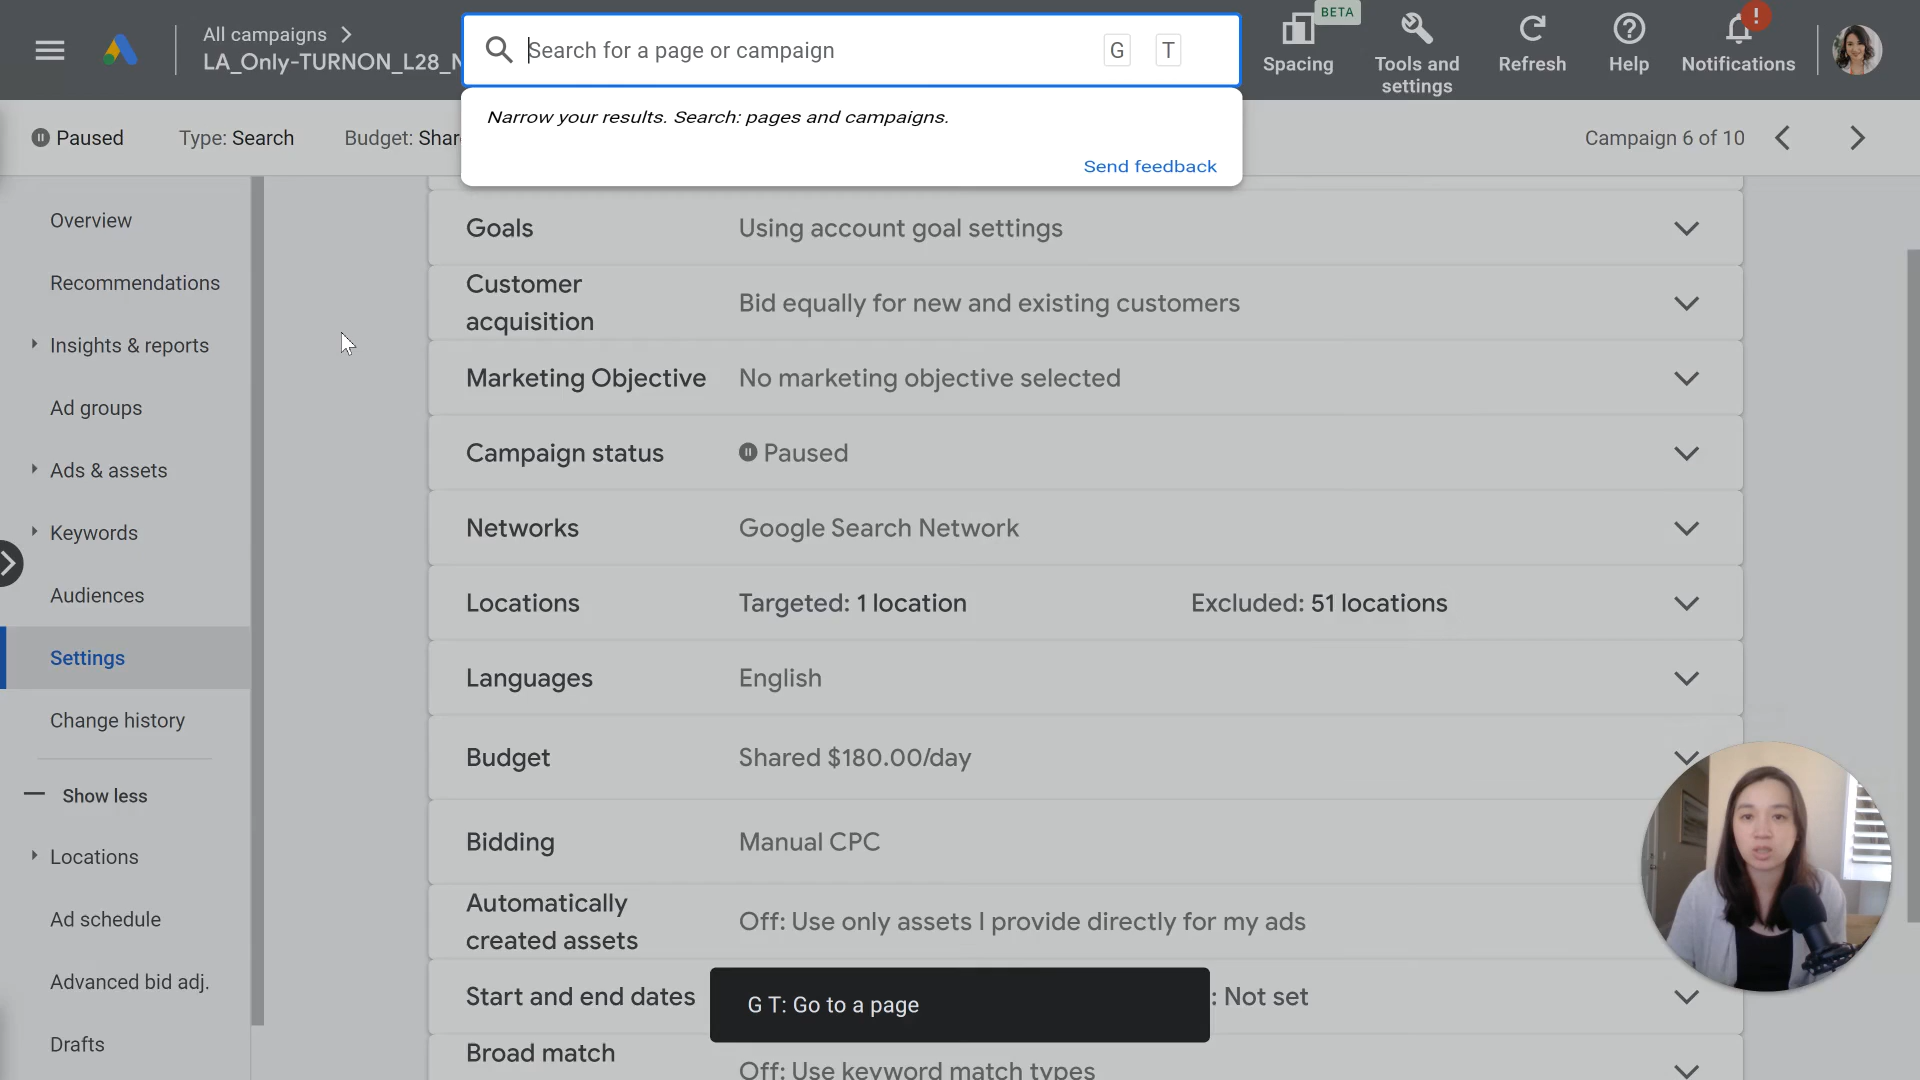 All campaigns
LA_Only-TURNON_L28_N
Search for a page or campaign
G
T
BETA
Spacing
Tools and settings
Refresh
Help
!
Notifications
Narrow your results. Search: pages and campaigns.
Send feedback
Paused
Type: Search
Budget: Shar
Campaign 6 of 10
Overview
Recommendations
Insights & reports
Ad groups
Ads & assets
Keywords
Audiences
Settings
Change history
Show less
Locations
Ad schedule
Advanced bid adj.
Drafts
Goals
Using account goal settings
Customer acquisition
Bid equally for new and existing customers
Marketing Objective
No marketing objective selected
Campaign status
Paused
Networks
Google Search Network
Locations
Targeted: 1 location
Excluded: 51 locations
Languages
English
Budget
Shared $180.00/day
Bidding
Manual CPC
Automatically created assets
Off: Use only assets I provide directly for my ads
Start and end dates
: Not set
G T: Go to a page
Broad match
Off: Use keyword match types